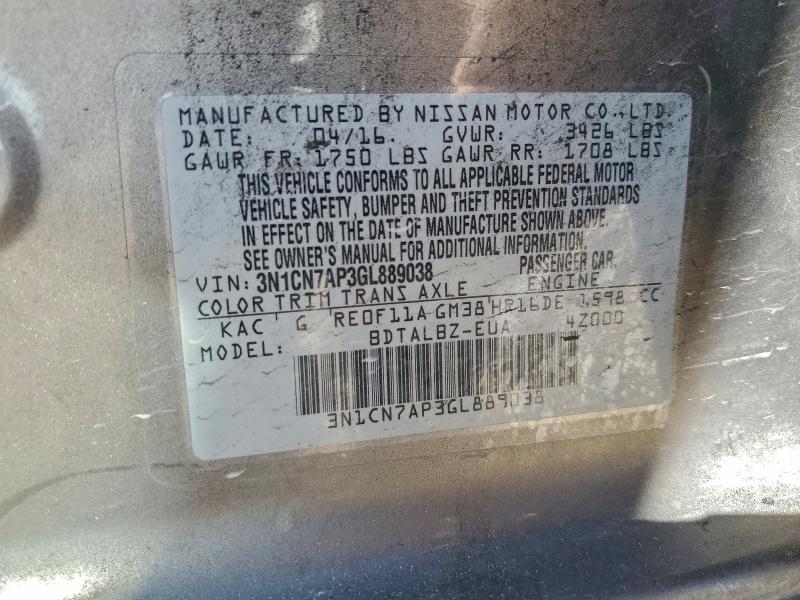 MANUFACTURED BY NISSAN MOTOR CO.,LTD.
DATE: 04/16. GVWR: 3426 LBS
GAWR FR: 1750 LBS GAWR RR: 1708 LBS
THIS VEHICLE CONFORMS TO ALL APPLICABLE FEDERAL MOTOR
VEHICLE SAFETY, BUMPER AND THEFT PREVENTION STANDARDS
IN EFFECT ON THE DATE OF MANUFACTURE SHOWN ABOVE.
SEE OWNER'S MANUAL FOR ADDITIONAL INFORMATION.
VIN: 3N1CN7AP3GL889038 PASSENGER CAR.
COLOR TRIM TRANS AXLE ENGINE
KAC G RE0F11A GM38 HR16DE 1598 CC
MODEL: BDTALBZ-EUA 4Z000
3N1CN7AP3GL889038